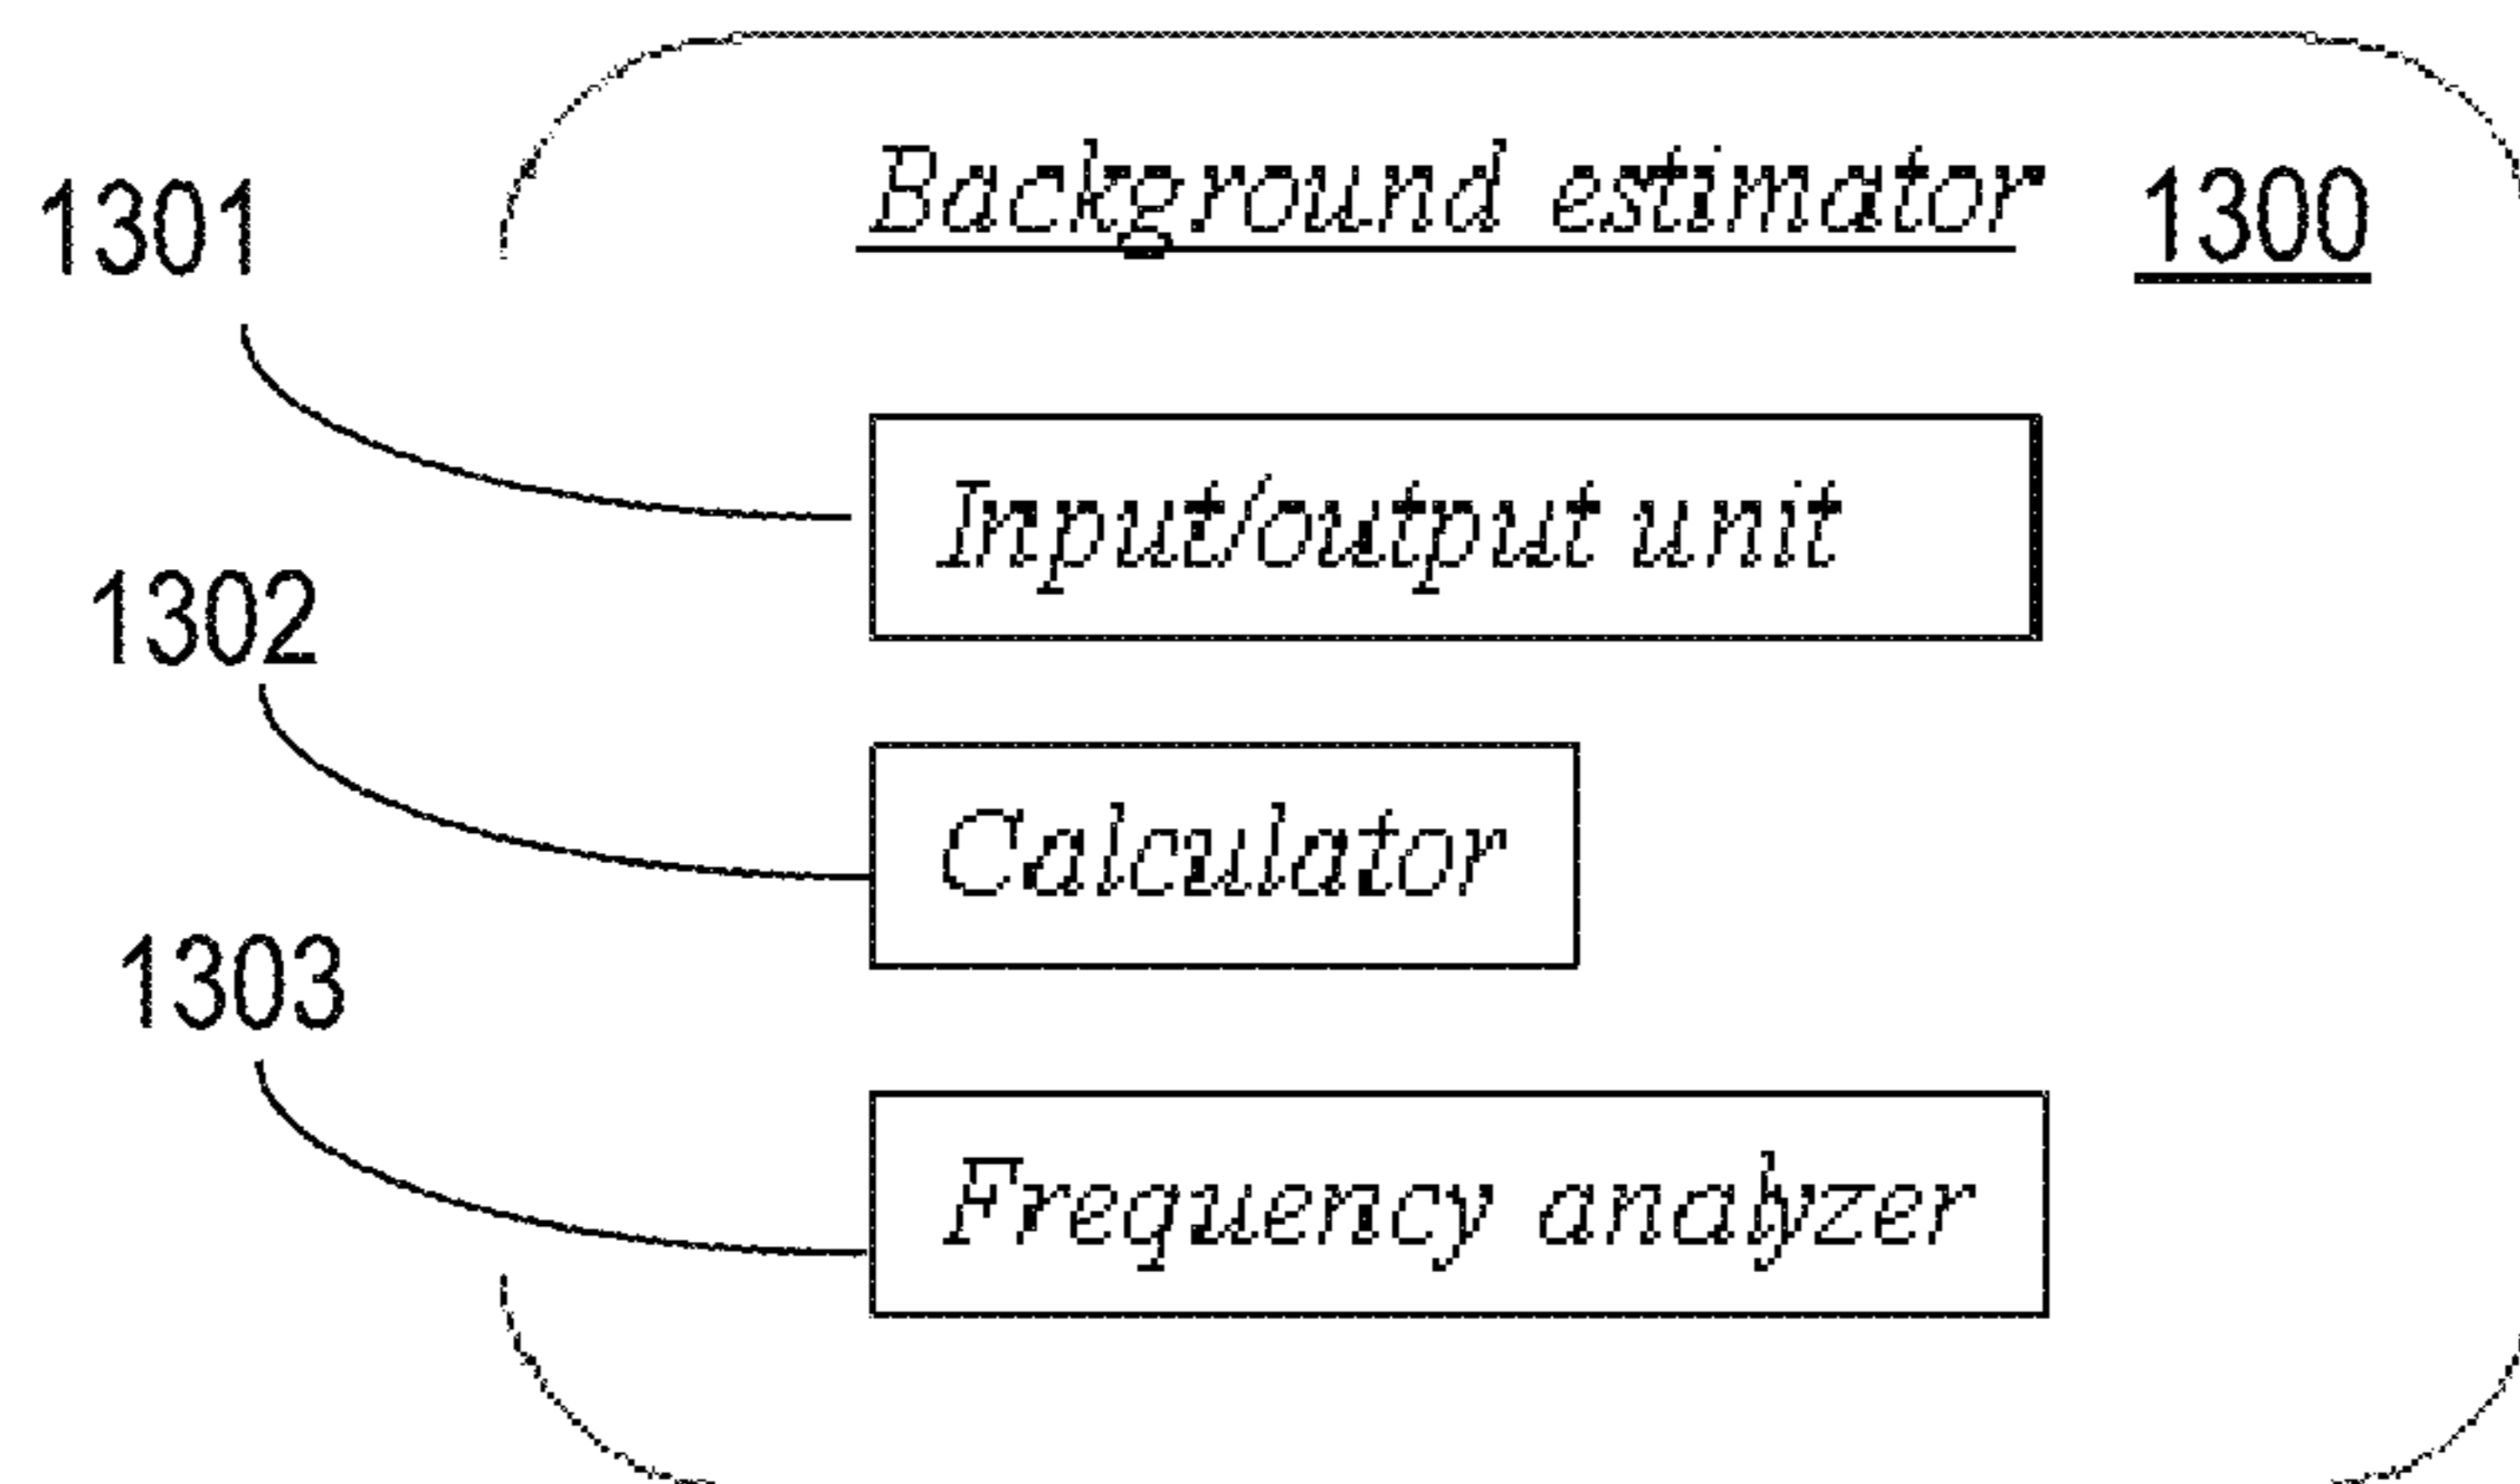 1301 Background estimator 1300
Input/output unit
1302
Calculator
1303
Frequency analyzer